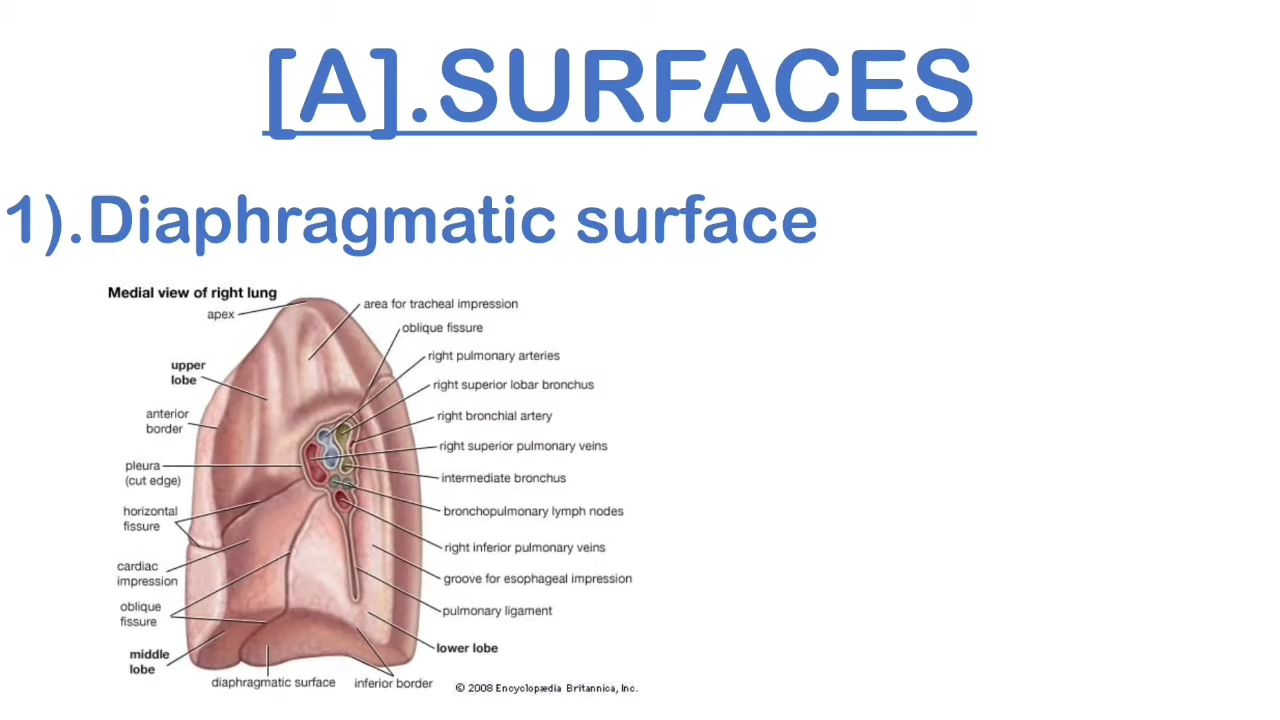 [A].SURFACES
1).Diaphragmatic surface
Medial view of right lung
apex
area for tracheal impression
oblique fissure
right pulmonary arteries
upper
lobe
right superior lobar bronchus
anterior
border
right bronchial artery
right superior pulmonary veins
pleura
(cut edge)
intermediate bronchus
horizontal
fissure
bronchopulmonary lymph nodes
right inferior pulmonary veins
cardiac
impression
groove for esophageal impression
oblique
fissure
pulmonary ligament
middle
lobe
lower lobe
diaphragmatic surface
inferior border
© 2008 Encyclopædia Britannica, Inc.